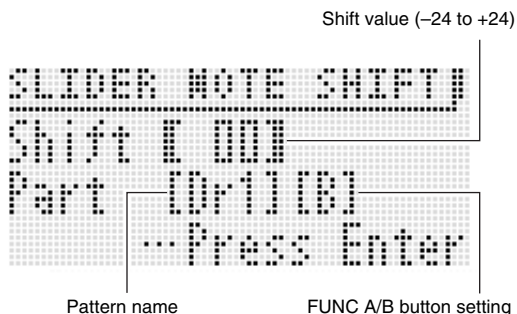 Shift value (–24 to +24)
SLIDER NOTE SHIFT
Shift [ 00]
Part [Dr1][B]
…Press Enter
Pattern name
FUNC A/B button setting